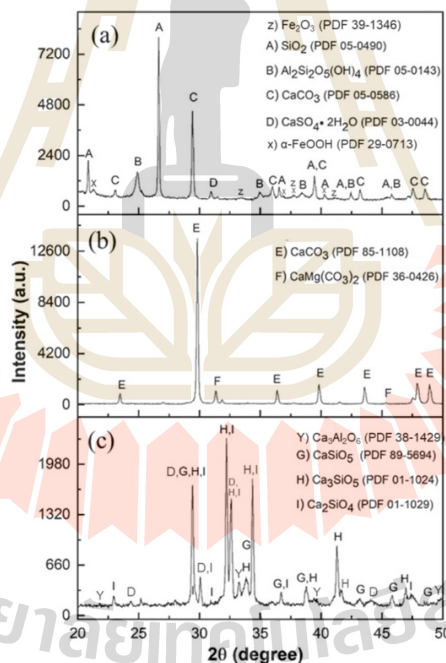 (a)
z) Fe₂O₃ (PDF 39-1346)
A) SiO₂ (PDF 05-0490)
B) Al₂Si₂O₅(OH)₄ (PDF 05-0143)
C) CaCO₃ (PDF 05-0586)
D) CaSO₄• 2H₂O (PDF 03-0044)
x) α-FeOOH (PDF 29-0713)
7200
4800
2400
0
A x C B A C D z B C A x z B A,C x z A,B C A,B C C
(b)
E) CaCO₃ (PDF 85-1108)
F) CaMg(CO₃)₂ (PDF 36-0426)
12600
8400
4200
0
E E F E E E F E E
(c)
Y) Ca₃Al₂O₆ (PDF 38-1429)
G) CaSiO₅ (PDF 89-5694)
H) Ca₃SiO₅ (PDF 01-1024)
I) Ca₂SiO₄ (PDF 01-1029)
1980
1320
660
0
Y I D D,G,H,I D,I H,I D, H,I Y G H H,I G,I G,H Y H H G D G H I G Y
20 25 30 35 40 45 50
2θ (degree)
Intensity (a.u.)